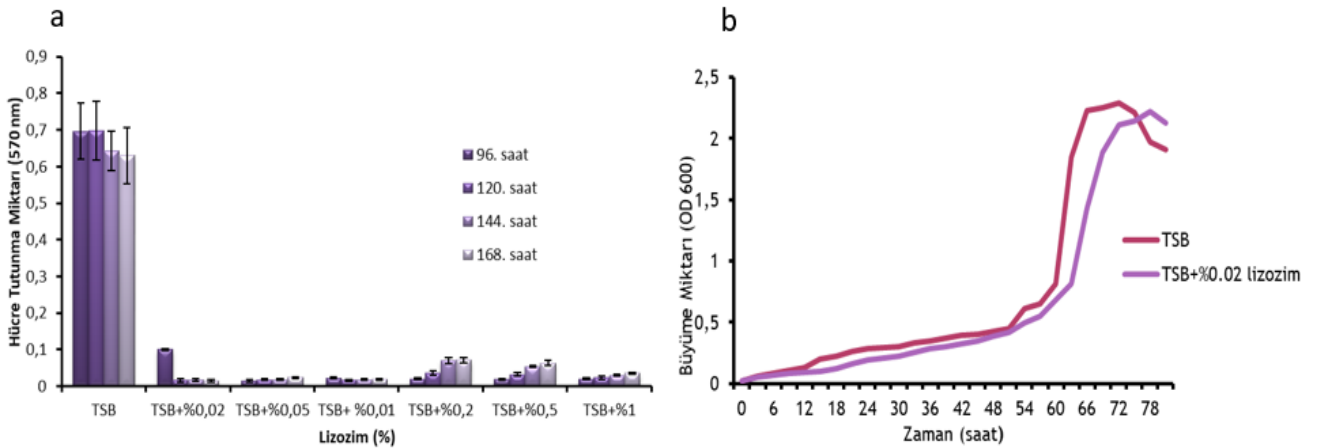 a
Hücre Tutunma Miktarı (570 nm)
0,9
0,8
0,7
0,6
0,5
0,4
0,3
0,2
0,1
0
96. saat
120. saat
144. saat
168. saat
TSB TSB+%0,02 TSB+%0,05 TSB+ %0,01 TSB+%0,2 TSB+%0,5 TSB+%1
Lizozim (%)
b
Büyüme Miktarı (OD 600)
2,5
2
1,5
1
0,5
0
TSB
TSB+%0.02 lizozim
0 6 12 18 24 30 36 42 48 54 60 66 72 78
Zaman (saat)